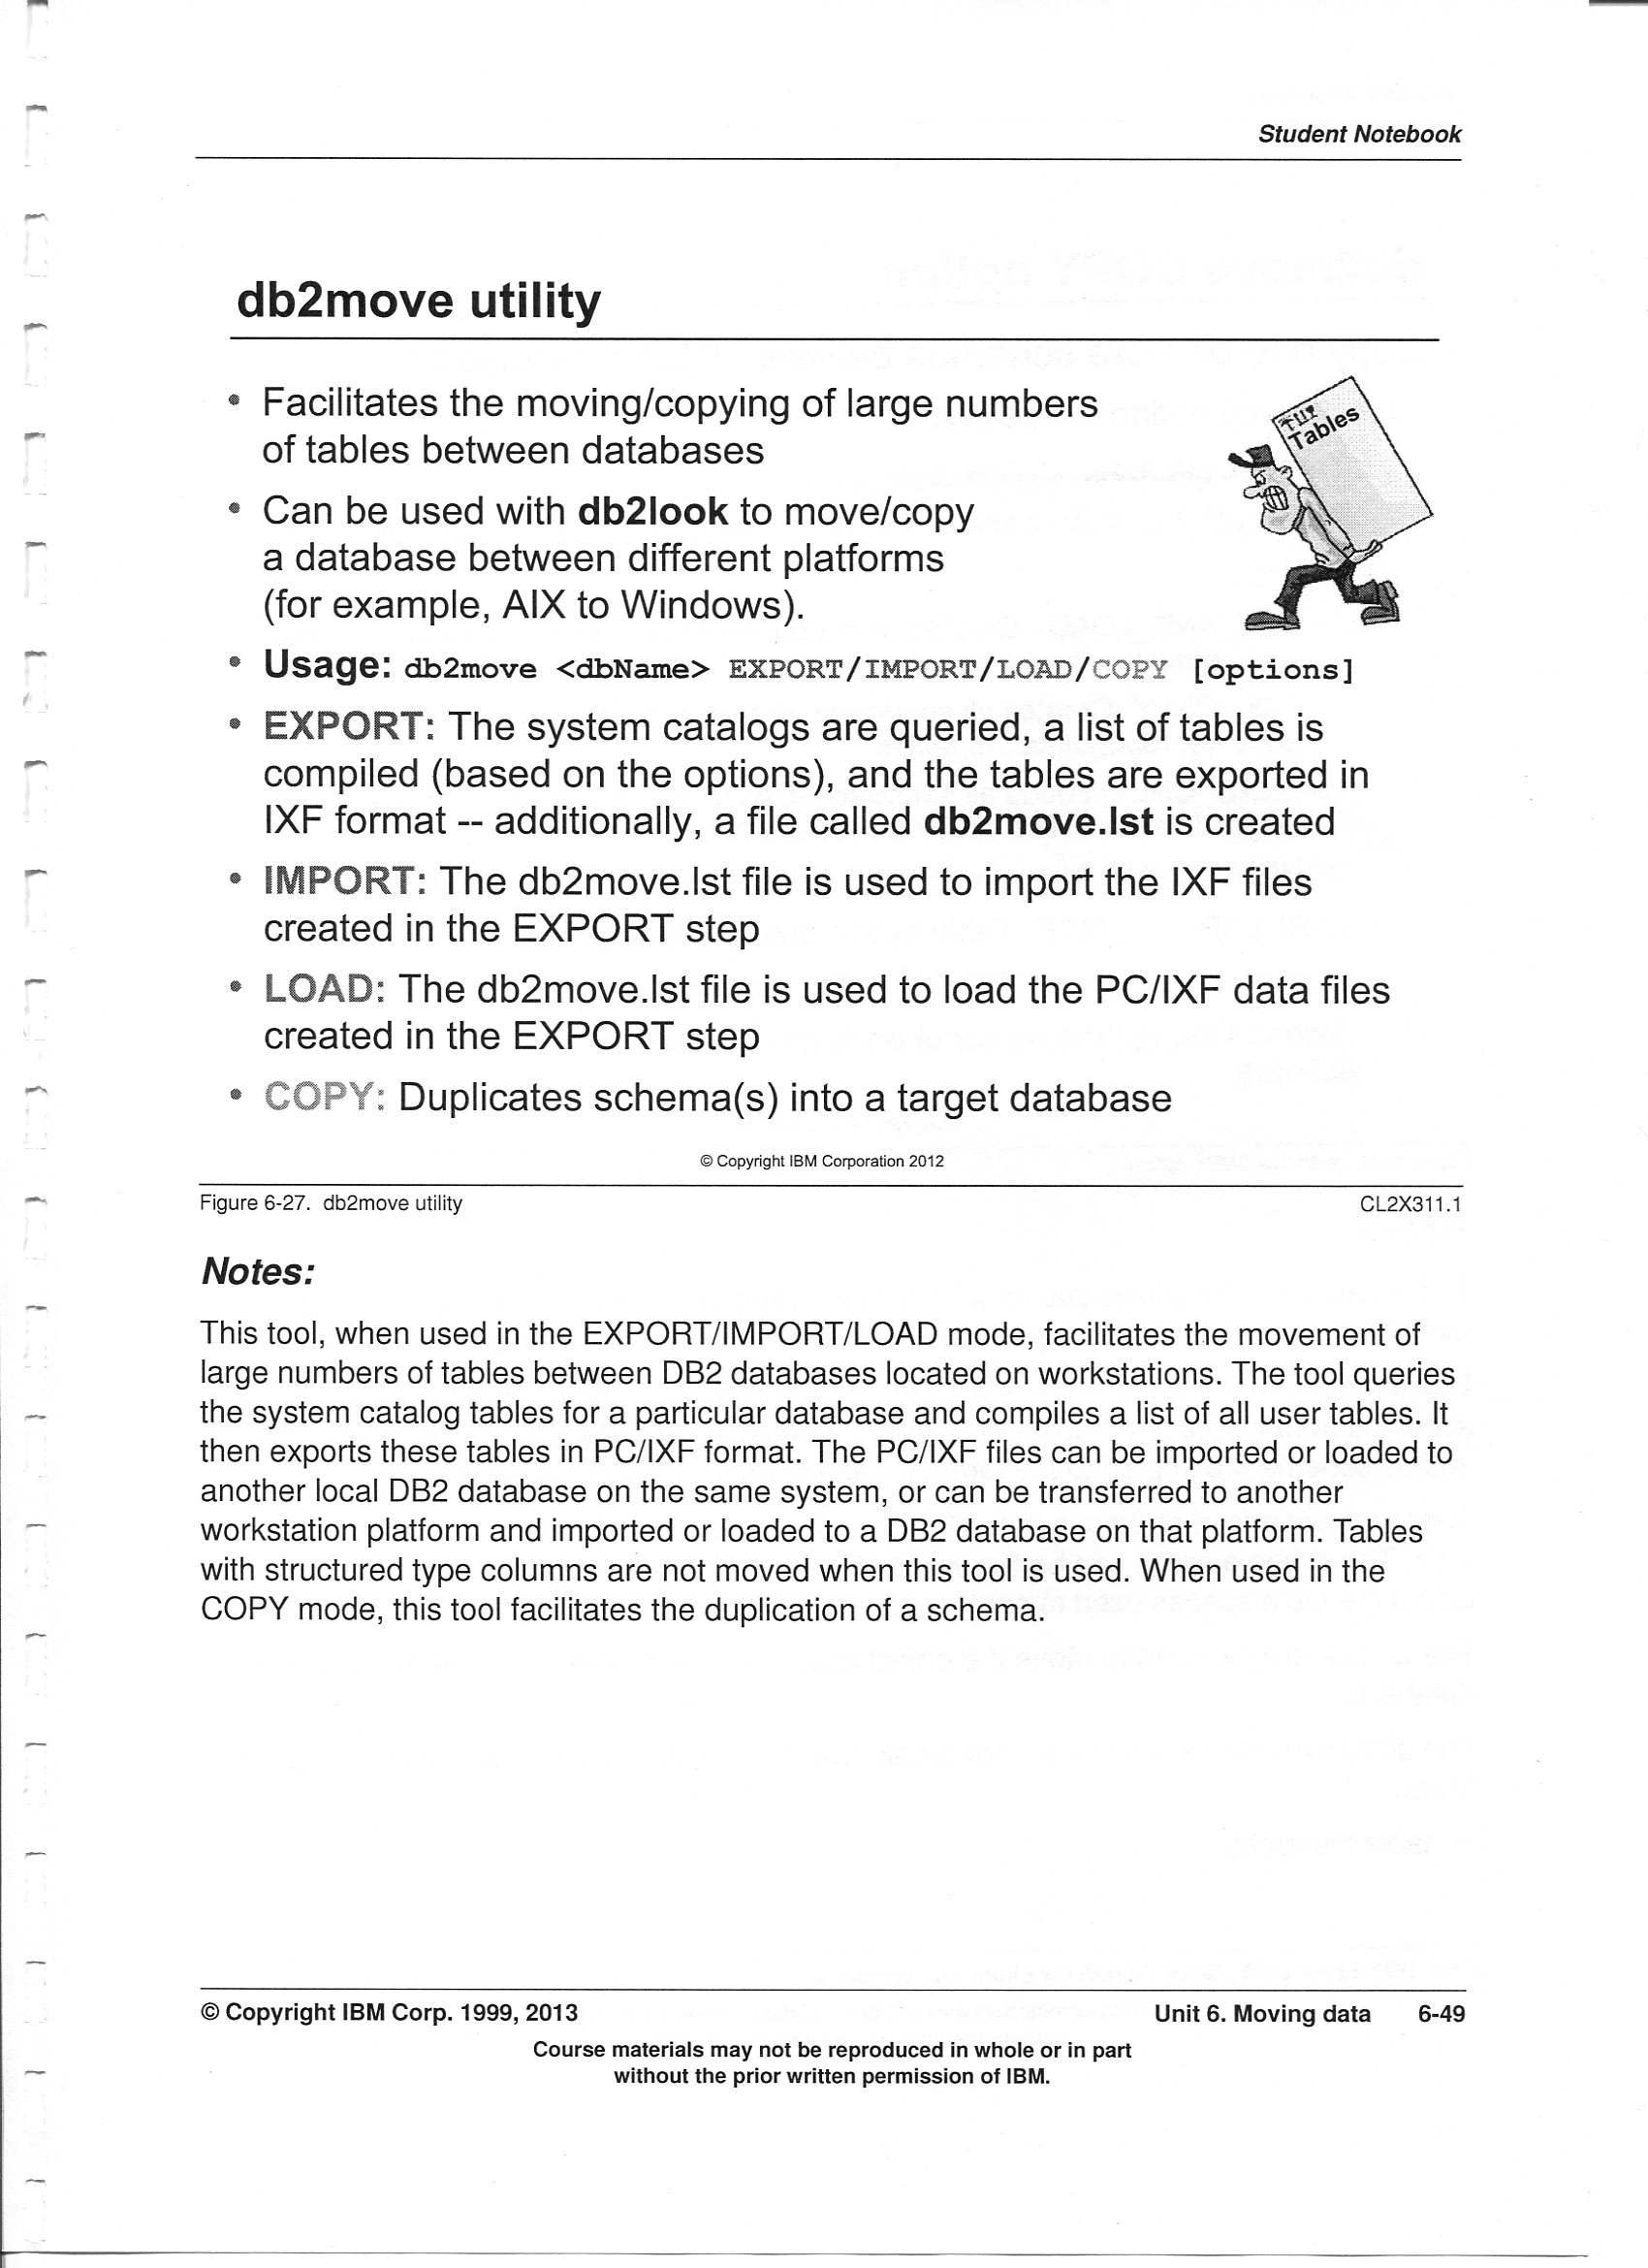 Student Notebook
db2move utility
• Facilitates the moving/copying of large numbers
of tables between databases
Tables
• Can be used with db2look to move/copy
a database between different platforms
(for example, AIX to Windows).
• Usage: db2move <dbName> EXPORT/IMPORT/LOAD/COPY [options]
• EXPORT: The system catalogs are queried, a list of tables is
compiled (based on the options), and the tables are exported in
IXF format -- additionally, a file called db2move.lst is created
• IMPORT: The db2move.lst file is used to import the IXF files
created in the EXPORT step
• LOAD: The db2move.lst file is used to load the PC/IXF data files
created in the EXPORT step
• COPY: Duplicates schema(s) into a target database
© Copyright IBM Corporation 2012
Figure 6-27. db2move utility CL2X311.1
Notes:
This tool, when used in the EXPORT/IMPORT/LOAD mode, facilitates the movement of
large numbers of tables between DB2 databases located on workstations. The tool queries
the system catalog tables for a particular database and compiles a list of all user tables. It
then exports these tables in PC/IXF format. The PC/IXF files can be imported or loaded to
another local DB2 database on the same system, or can be transferred to another
workstation platform and imported or loaded to a DB2 database on that platform. Tables
with structured type columns are not moved when this tool is used. When used in the
COPY mode, this tool facilitates the duplication of a schema.
© Copyright IBM Corp. 1999, 2013 Unit 6. Moving data 6-49
Course materials may not be reproduced in whole or in part
without the prior written permission of IBM.